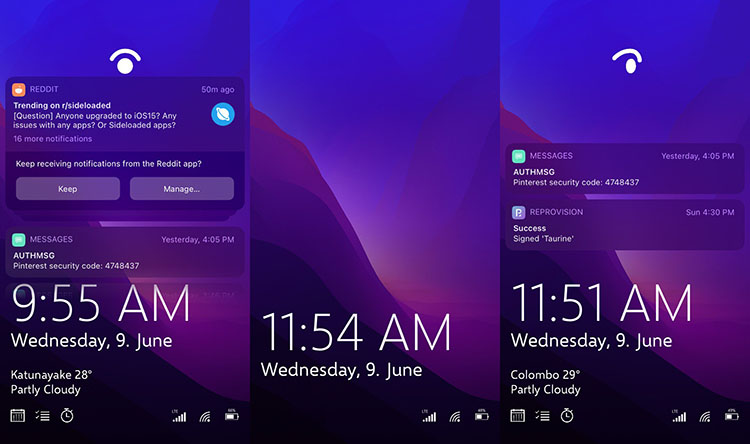 REDDIT
50m ago
Trending on r/sideloaded
[Question] Anyone upgraded to iOS15? Any
issues with any apps? Or Sideloaded apps?
16 more notifications
Keep receiving notifications from the Reddit app?
Keep
Manage...
MESSAGES
Yesterday, 4:05 PM
AUTHMSG
Pinterest security code: 4748437
9:55 AM
Wednesday, 9. June
Katunayake 28°
Partly Cloudy
LTE
11:54 AM
Wednesday, 9. June
LTE
MESSAGES
Yesterday, 4:05 PM
AUTHMSG
Pinterest security code: 4748437
REPROVISION
Sun 4:30 PM
Success
Signed 'Taurine'
11:51 AM
Wednesday, 9. June
Colombo 29°
Partly Cloudy
LTE